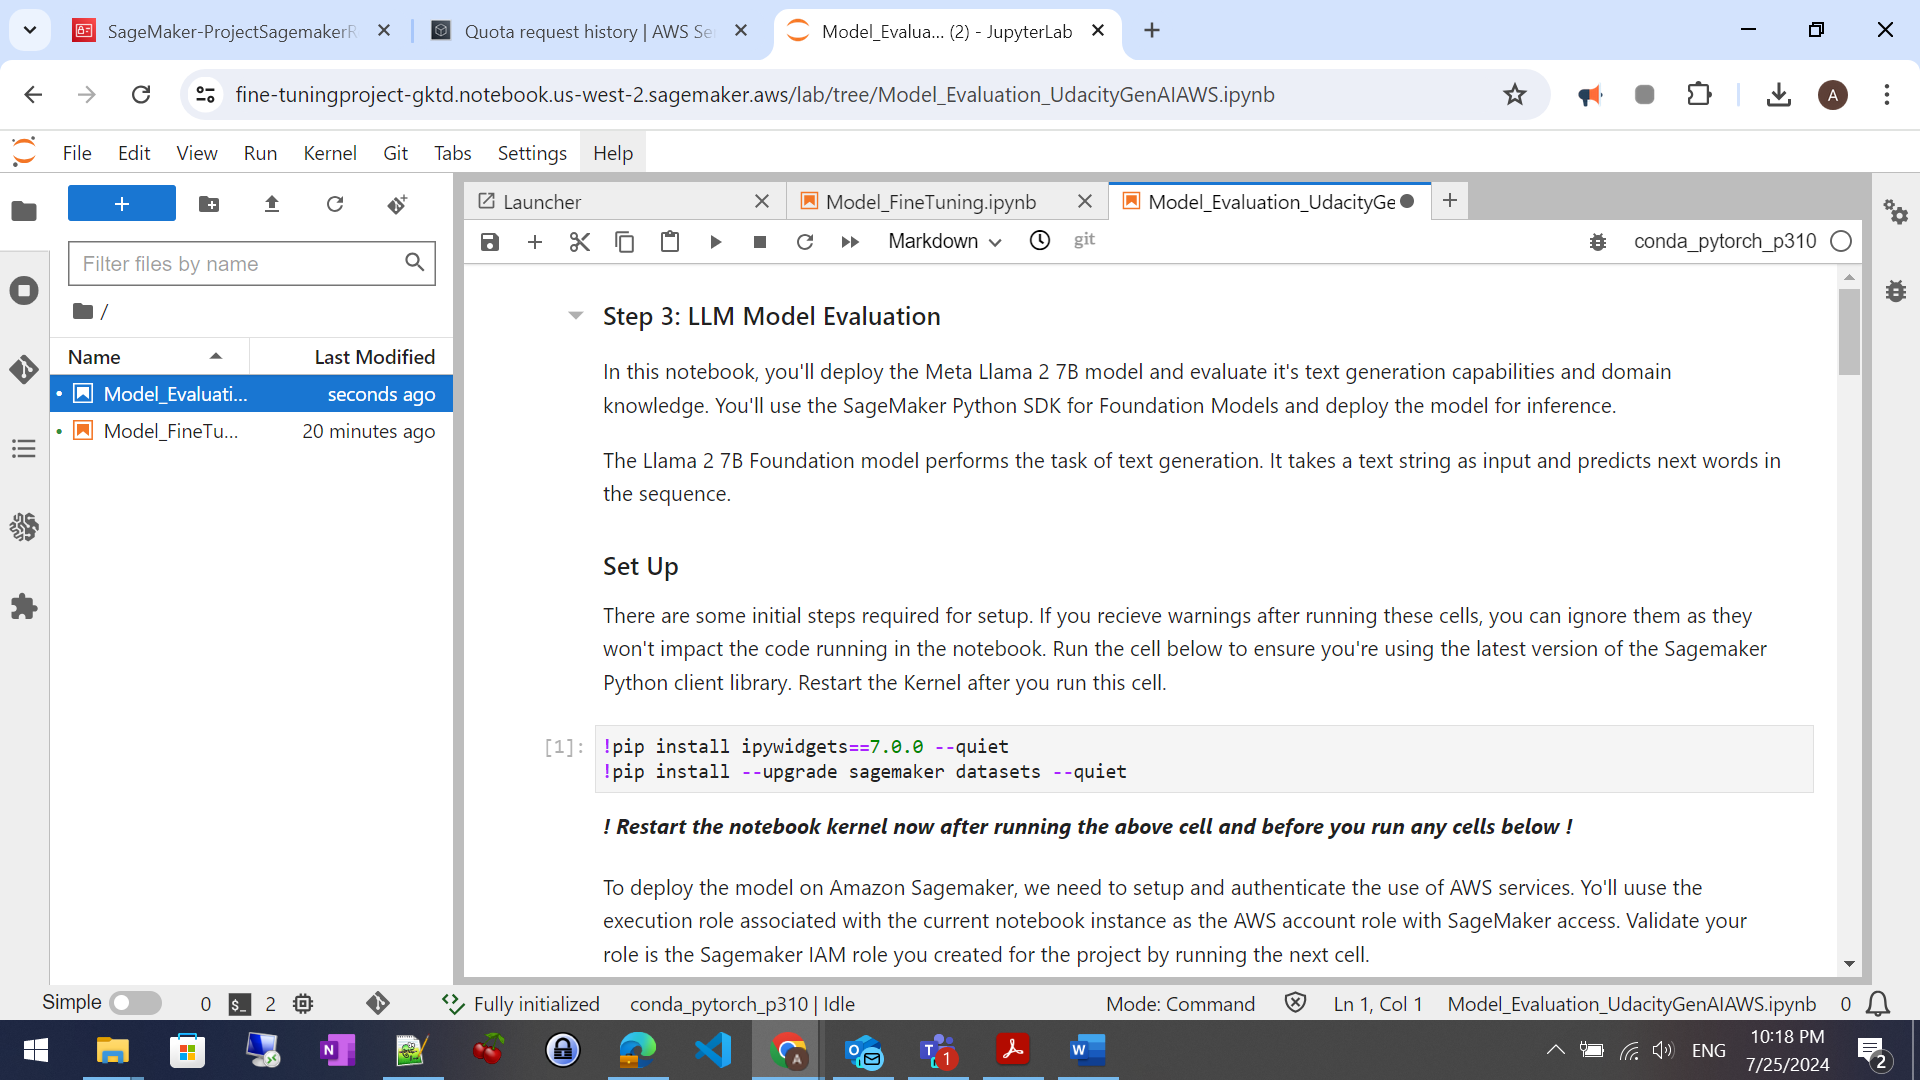 SageMaker-ProjectSagemakerR
Quota request history | AWS Se
Model_Evalua... (2) - JupyterLab
fine-tuningproject-gktd.notebook.us-west-2.sagemaker.aws/lab/tree/Model_Evaluation_UdacityGenAIAWS.ipynb
A
File Edit View Run Kernel Git Tabs Settings Help
Launcher
Model_FineTuning.ipynb
Model_Evaluation_UdacityGe
Markdown
git
conda_pytorch_p310
Filter files by name
/
Name Last Modified
Model_Evaluati... seconds ago
Model_FineTu... 20 minutes ago
Step 3: LLM Model Evaluation
In this notebook, you'll deploy the Meta Llama 2 7B model and evaluate it's text generation capabilities and domain
knowledge. You'll use the SageMaker Python SDK for Foundation Models and deploy the model for inference.
The Llama 2 7B Foundation model performs the task of text generation. It takes a text string as input and predicts next words in
the sequence.
Set Up
There are some initial steps required for setup. If you recieve warnings after running these cells, you can ignore them as they
won't impact the code running in the notebook. Run the cell below to ensure you're using the latest version of the Sagemaker
Python client library. Restart the Kernel after you run this cell.
[1]: !pip install ipywidgets==7.0.0 --quiet
!pip install --upgrade sagemaker datasets --quiet
! Restart the notebook kernel now after running the above cell and before you run any cells below !
To deploy the model on Amazon Sagemaker, we need to setup and authenticate the use of AWS services. Yo'll uuse the
execution role associated with the current notebook instance as the AWS account role with SageMaker access. Validate your
role is the Sagemaker IAM role you created for the project by running the next cell.
Simple 0 $_ 2 Fully initialized conda_pytorch_p310 | Idle Mode: Command Ln 1, Col 1 Model_Evaluation_UdacityGenAIAWS.ipynb 0
N
A
T
1
W
ENG
10:18 PM
7/25/2024
2